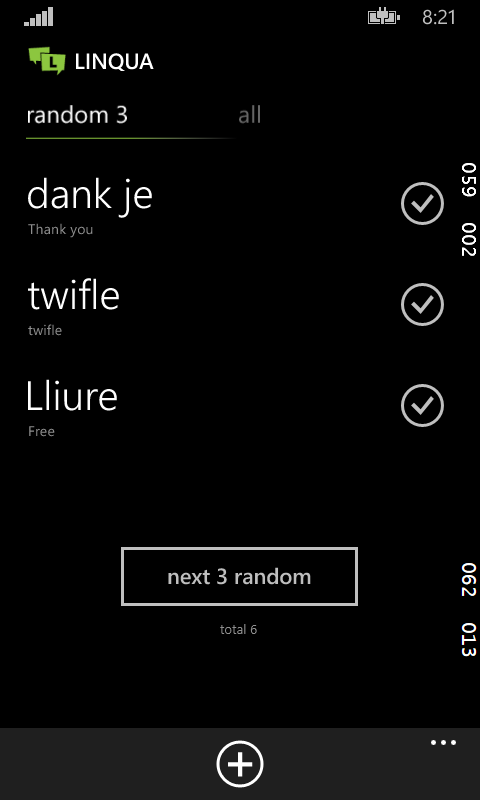 8:21
L LINQUA
random 3 all
dank je
Thank you
twifle
twifle
Lliure
Free
next 3 random
total 6
059 002
062 013